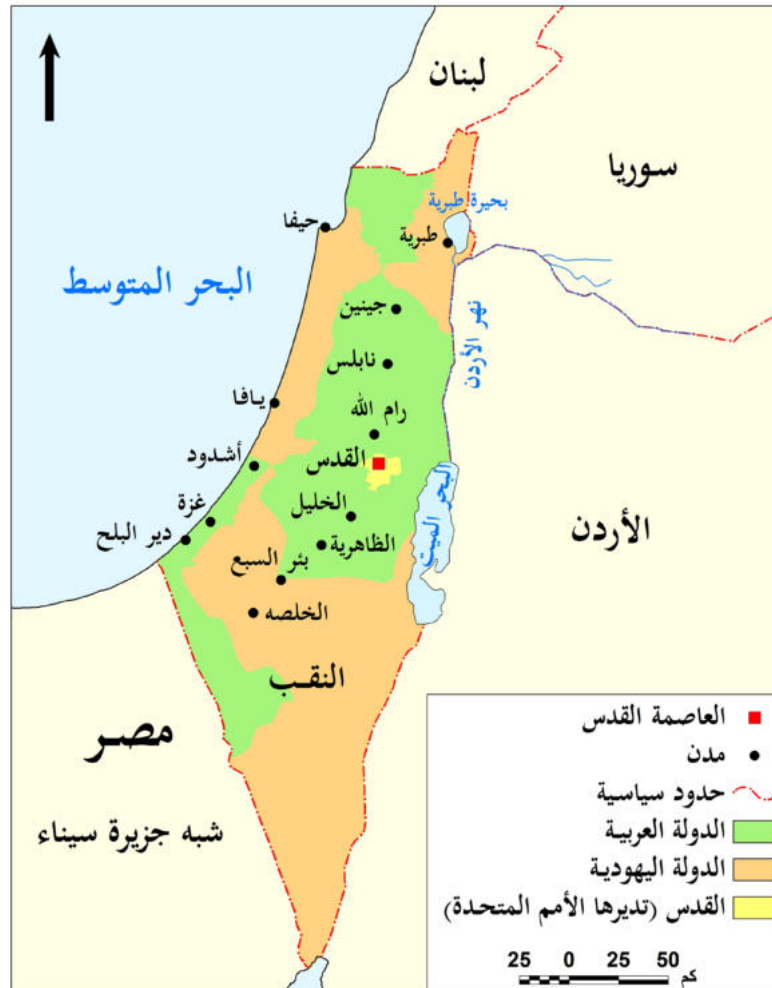 لبنان
سوريا
بحيرة طبرية
حيفا
طبرية
البحر المتوسط
جينين
نهر الأردن
نابلس
يافا
رام الله
أشدود
القدس
غزة
الخليل
البحر الميت
الأردن
دير البلح
الظاهرية
بئر السبع
الخلصه
النقب
مصر
شبه جزيرة سيناء
العاصمة القدس
مدن
حدود سياسية
الدولة العربية
الدولة اليهودية
القدس (تديرها الأمم المتحدة)
25 0 25 50
كم